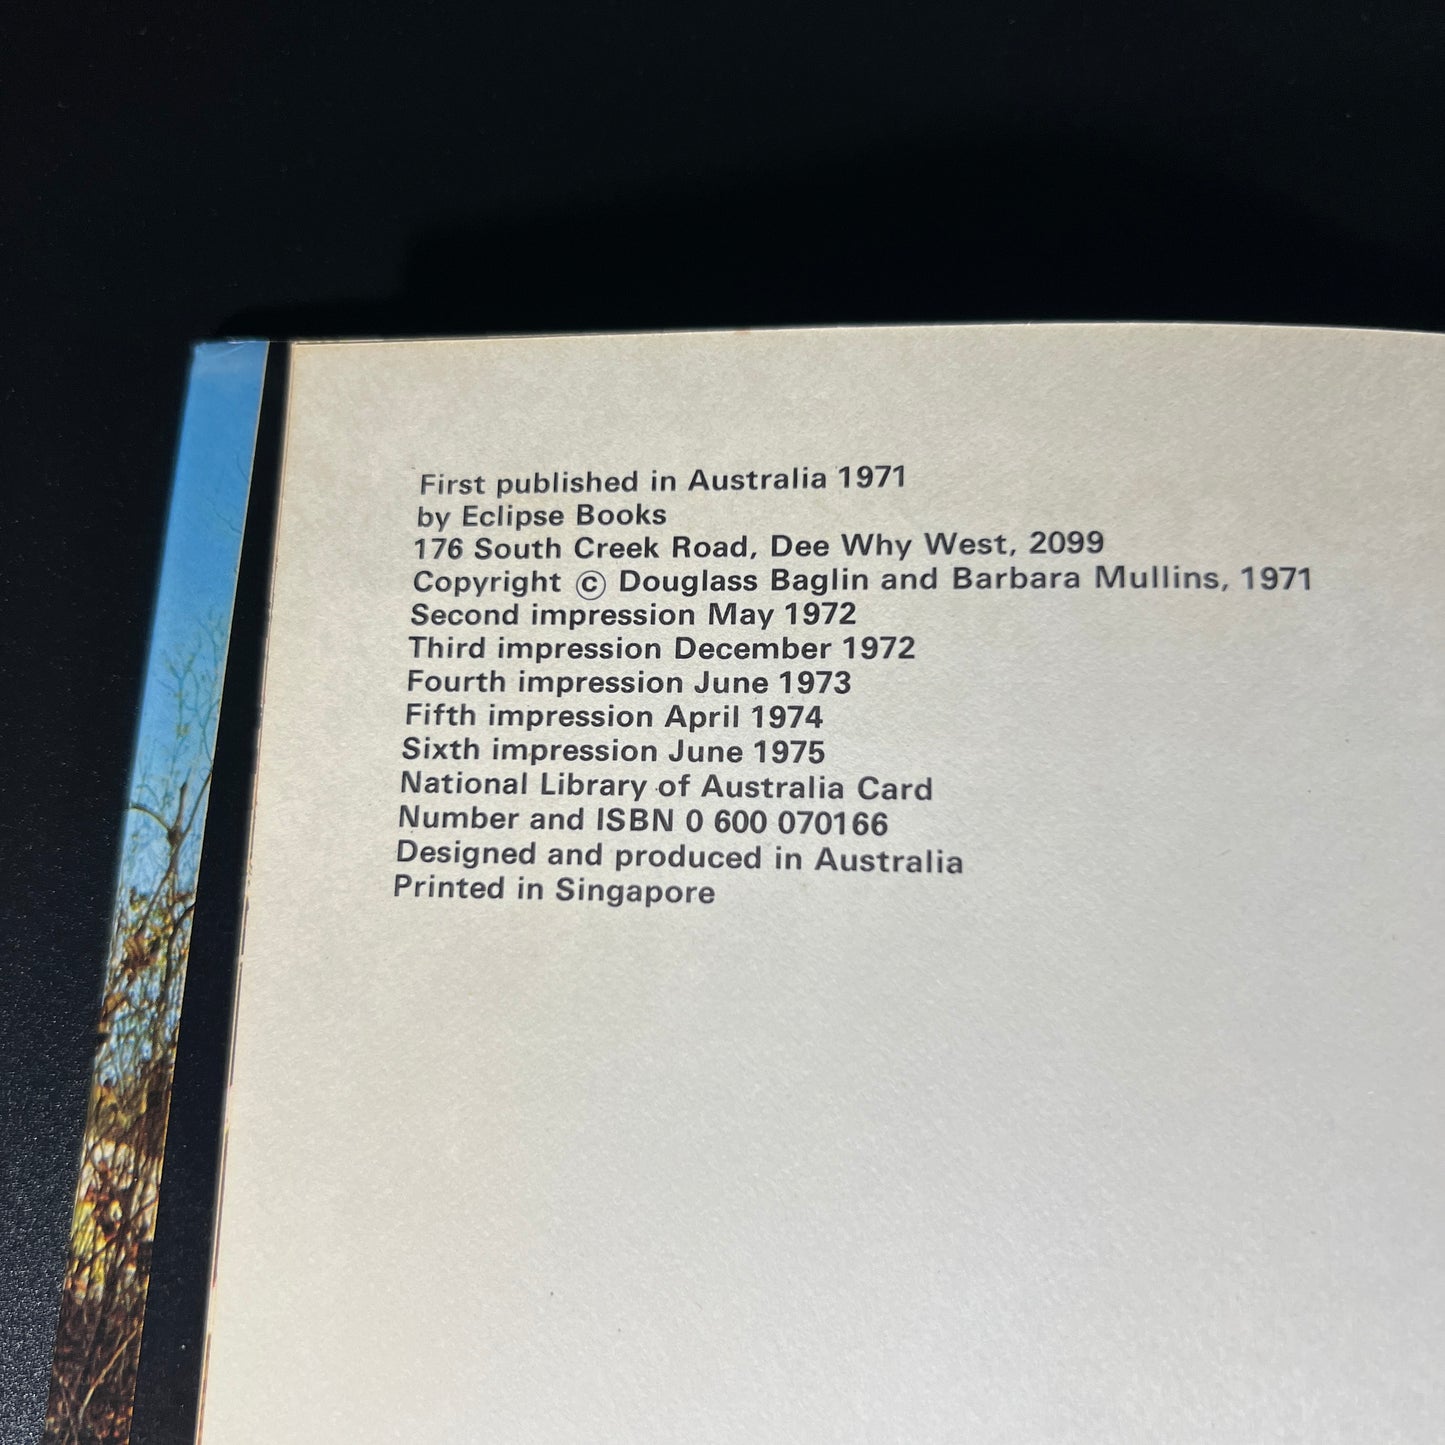 First published in Australia 1971
by Eclipse Books
176 South Creek Road, Dee Why West, 2099
Copyright © Douglass Baglin and Barbara Mullins, 1971
Second impression May 1972
Third impression December 1972
Fourth impression June 1973
Fifth impression April 1974
Sixth impression June 1975
National Library of Australia Card
Number and ISBN 0 600 070166
Designed and produced in Australia
Printed in Singapore